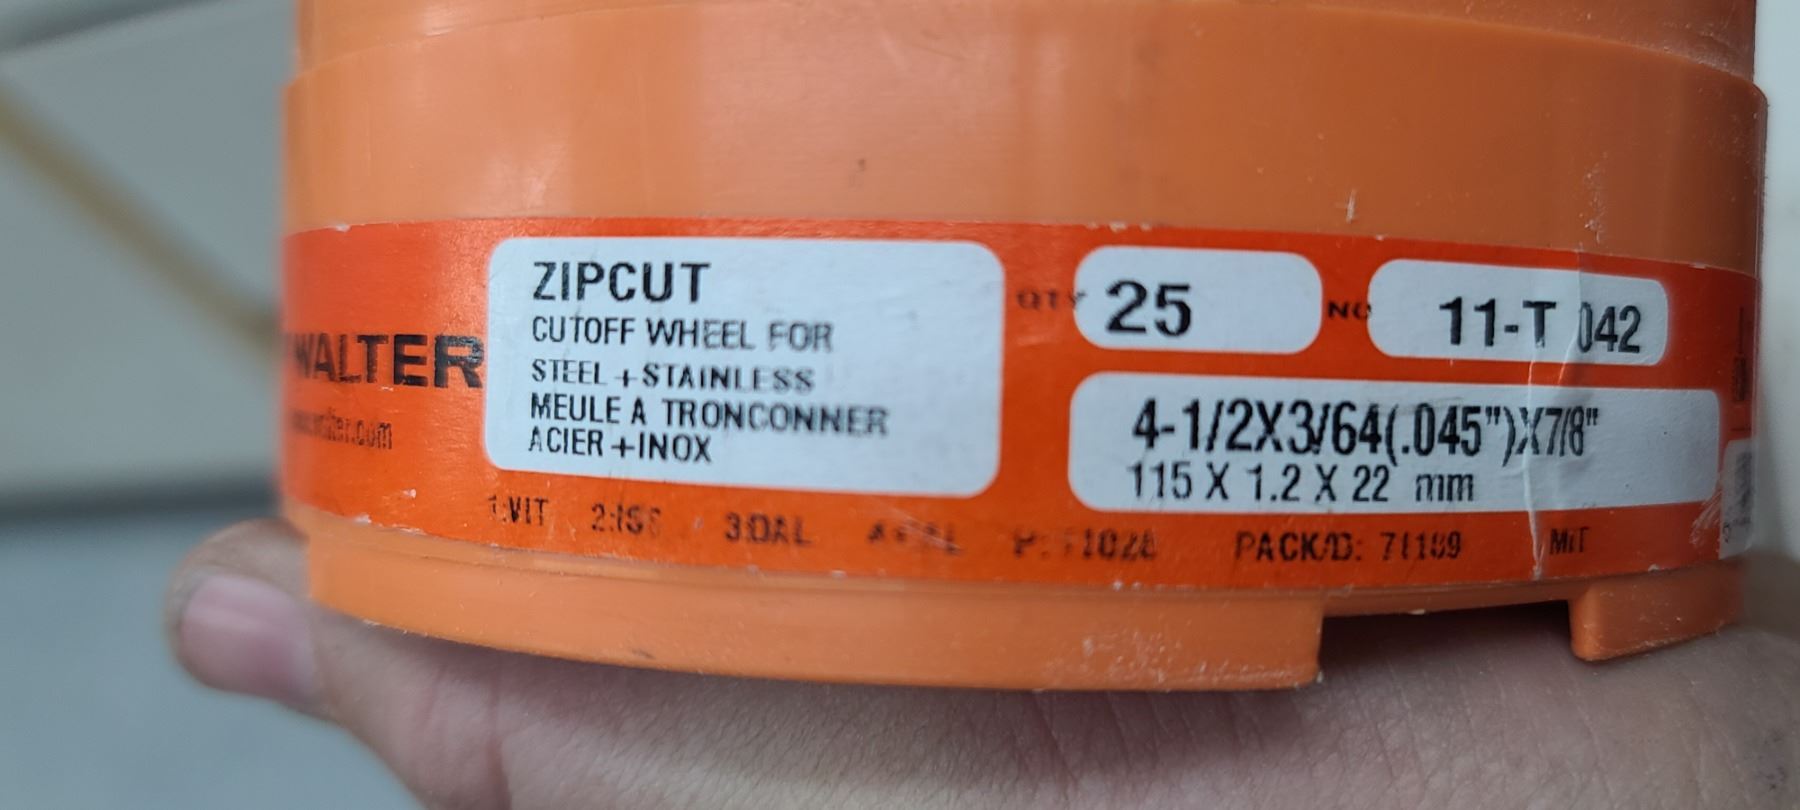 WALTER
ZIPCUT
CUTOFF WHEEL FOR
STEEL + STAINLESS
MEULE A TRONCONNER
ACIER + INOX
QTY 25
NO 11-T 042
4-1/2X3/64(.045")X7/8"
115 X 1.2 X 22 mm
1:VIT 3:DAL PACK/D: MIT